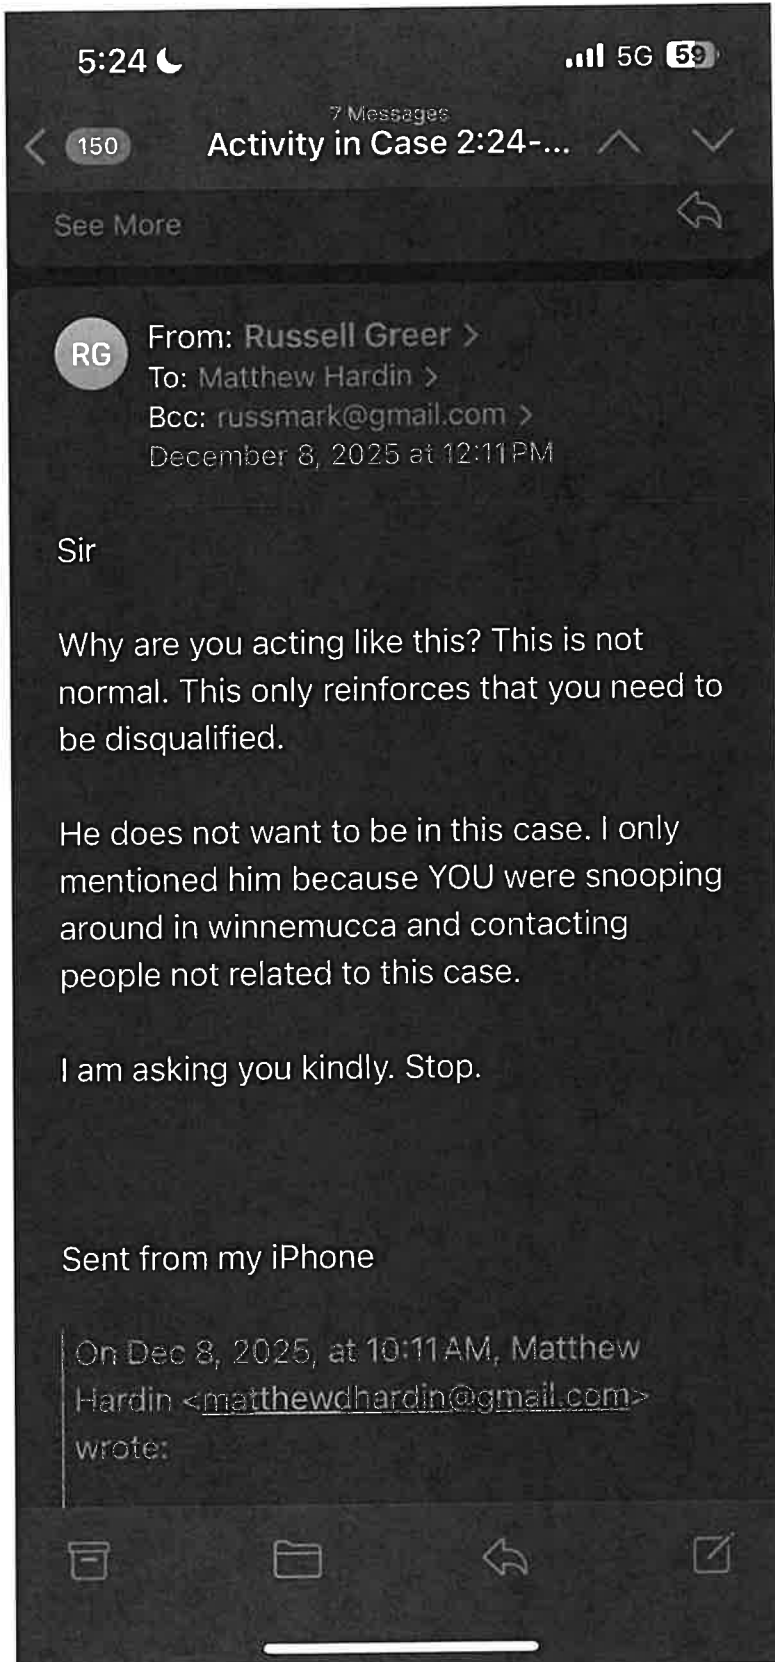 5:24
5G 59
7 Messages
150 Activity in Case 2:24-...
See More
RG
From: Russell Greer
To: Matthew Hardin
Bcc: russmark@gmail.com
December 8, 2025 at 12:11 PM
Sir
Why are you acting like this? This is not
normal. This only reinforces that you need to
be disqualified.
He does not want to be in this case. I only
mentioned him because YOU were snooping
around in winnemucca and contacting
people not related to this case.
I am asking you kindly. Stop.
Sent from my iPhone
On Dec 8, 2025, at 10:11 AM, Matthew
Hardin <matthewdhardin@gmail.com>
wrote: